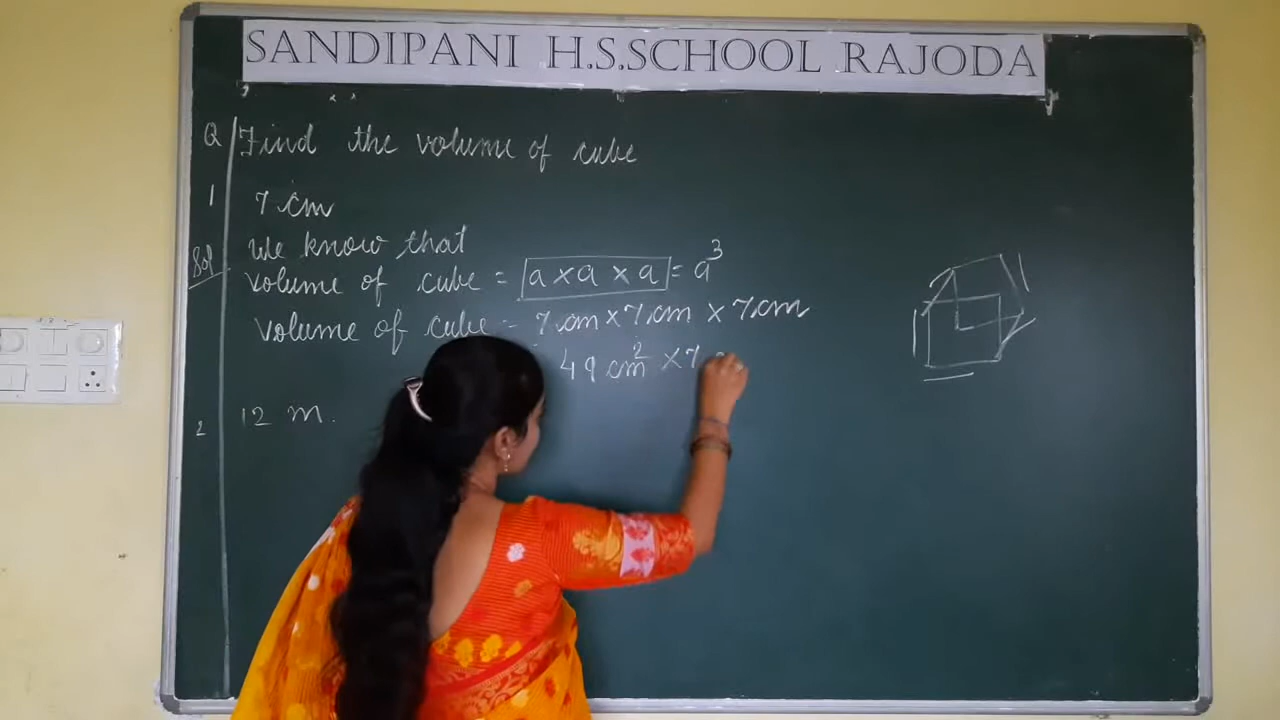 SANDIPANI H.S.SCHOOL RAJODA
Q Find the volume of cube
1 7 cm
Sol we know that
volume of cube = a × a × a = a³
volume of cube = 7 cm × 7 cm × 7 cm
49 cm² × 7
2 12 m.